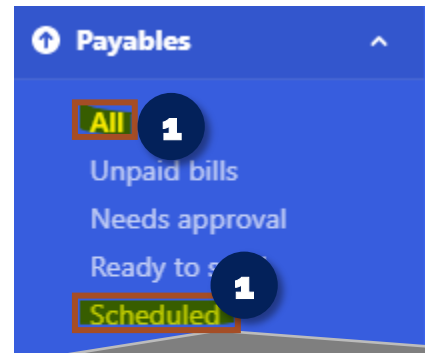 Payables
All 1
Unpaid bills
Needs approval
Ready to
1
Scheduled